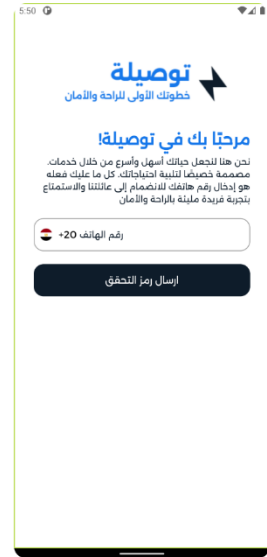 5:50
توصيلة
خطوتك الأولى للراحة والأمان
مرحبًا بك في توصيلة!
نحن هنا لنجعل حياتك أسهل وأسرع من خلال خدمات.
مصممة خصيصًا لتلبية احتياجاتك. كل ما عليك فعله
هو إدخال رقم هاتفك للانضمام إلى عائلتنا والاستمتاع
بتجربة فريدة مليئة بالراحة والأمان
رقم الهاتف 20+
ارسال رمز التحقق